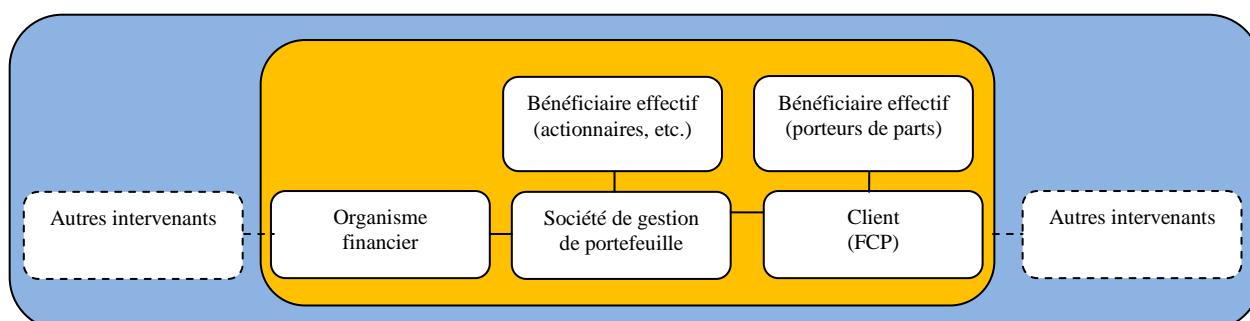 Bénéficiaire effectif
(actionnaires, etc.)
Bénéficiaire effectif
(porteurs de parts)
Autres intervenants
Organisme
financier
Société de gestion
de portefeuille
Client
(FCP)
Autres intervenants